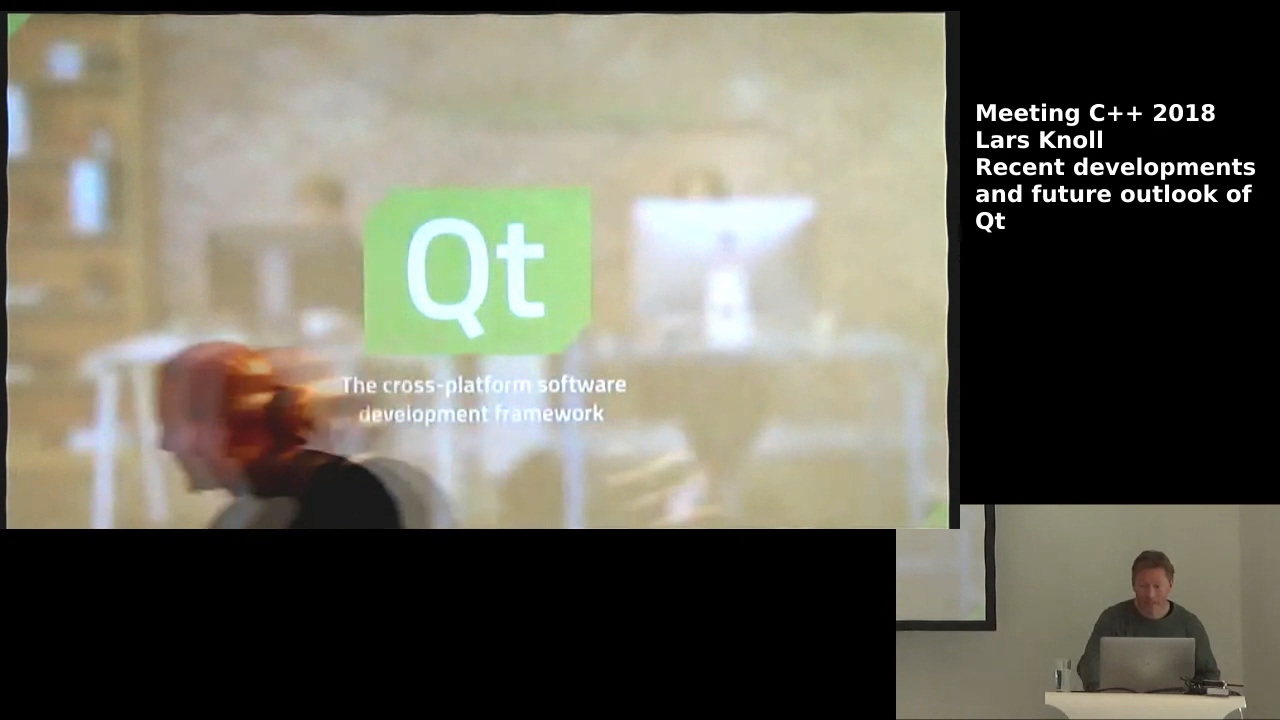 Qt
The cross-platform software
development framework
Meeting C++ 2018
Lars Knoll
Recent developments
and future outlook of
Qt